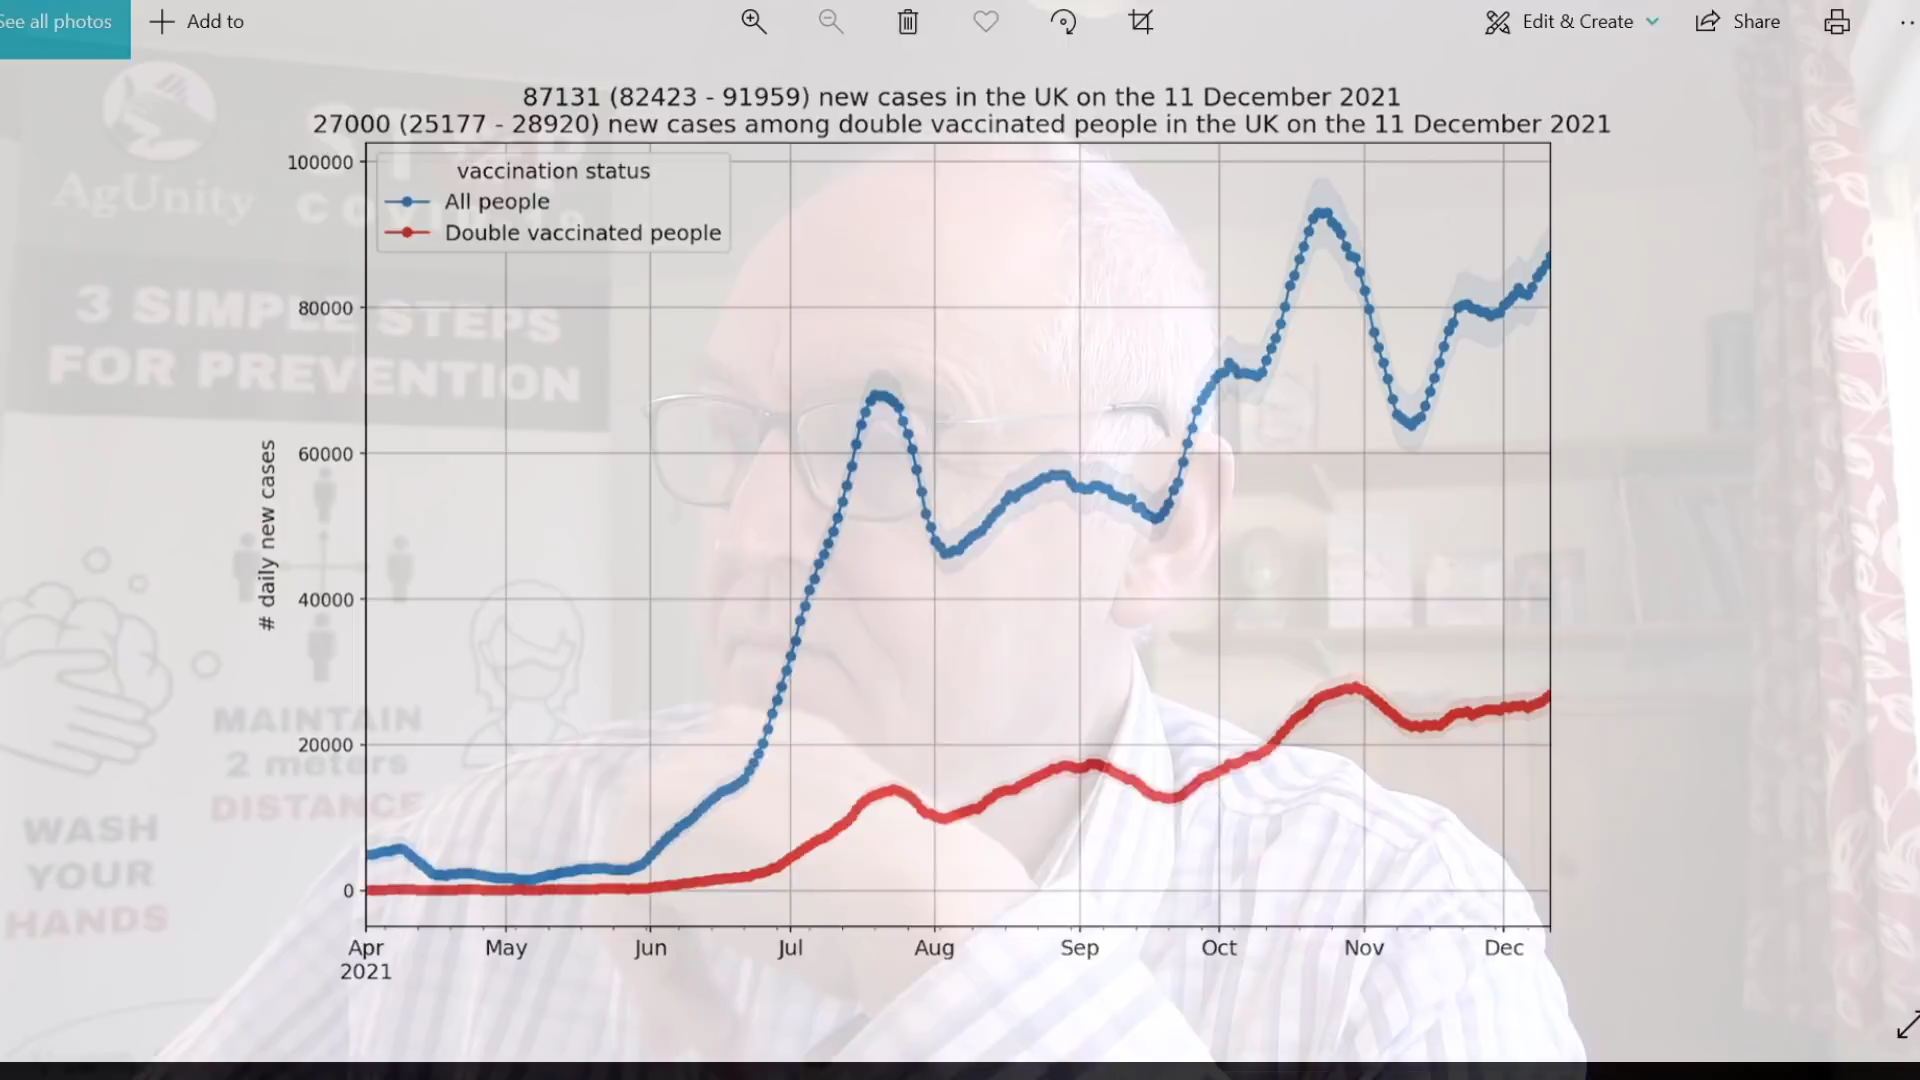 See all photos
Add to
Edit & Create
Share
87131 (82423 - 91959) new cases in the UK on the 11 December 2021
27000 (25177 - 28920) new cases among double vaccinated people in the UK on the 11 December 2021
vaccination status
All people
Double vaccinated people
# daily new cases
100000
80000
60000
40000
20000
0
Apr May Jun Jul Aug Sep Oct Nov Dec
2021
AgUnity
3 SIMPLE STEPS
FOR PREVENTION
MAINTAIN
2 meters
DISTANCE
WASH
YOUR
HANDS